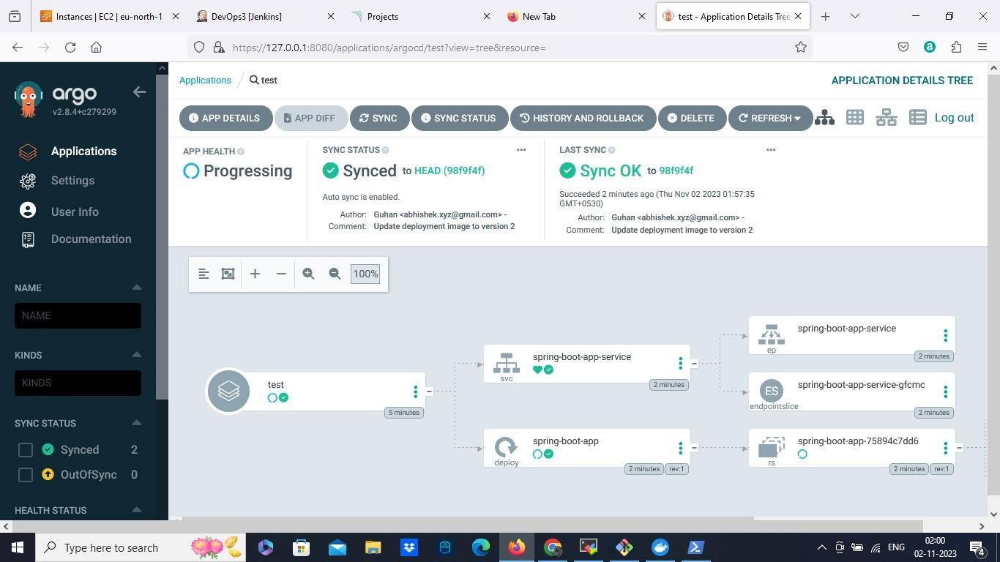 Instances | EC2 | eu-north-1
DevOps3 [Jenkins]
Projects
New Tab
test - Application Details Tree
https://127.0.0.1:8080/applications/argocd/test?view=tree&resource=
argo
v2.8.4+c279299
Applications
Settings
User Info
Documentation
NAME
NAME
KINDS
KINDS
SYNC STATUS
Synced 2
OutOfSync 0
HEALTH STATUS
Applications / test
APPLICATION DETAILS TREE
APP DETAILS
APP DIFF
SYNC
SYNC STATUS
HISTORY AND ROLLBACK
DELETE
REFRESH
Log out
APP HEALTH
Progressing
SYNC STATUS
Synced to HEAD (98f9f4f)
Auto sync is enabled.
Author: Guhan <abhishek.xyz@gmail.com> -
Comment: Update deployment image to version 2
LAST SYNC
Sync OK to 98f9f4f
Succeeded 2 minutes ago (Thu Nov 02 2023 01:57:35
GMT+0530)
Author: Guhan <abhishek.xyz@gmail.com> -
Comment: Update deployment image to version 2
100%
test
5 minutes
spring-boot-app-service
svc
2 minutes
spring-boot-app
deploy
2 minutes
rev:1
spring-boot-app-service
ep
2 minutes
ES
spring-boot-app-service-gfcmc
endpointslice
2 minutes
spring-boot-app-75894c7dd6
rs
2 minutes
rev:1
Type here to search
ENG
02:00
02-11-2023
4